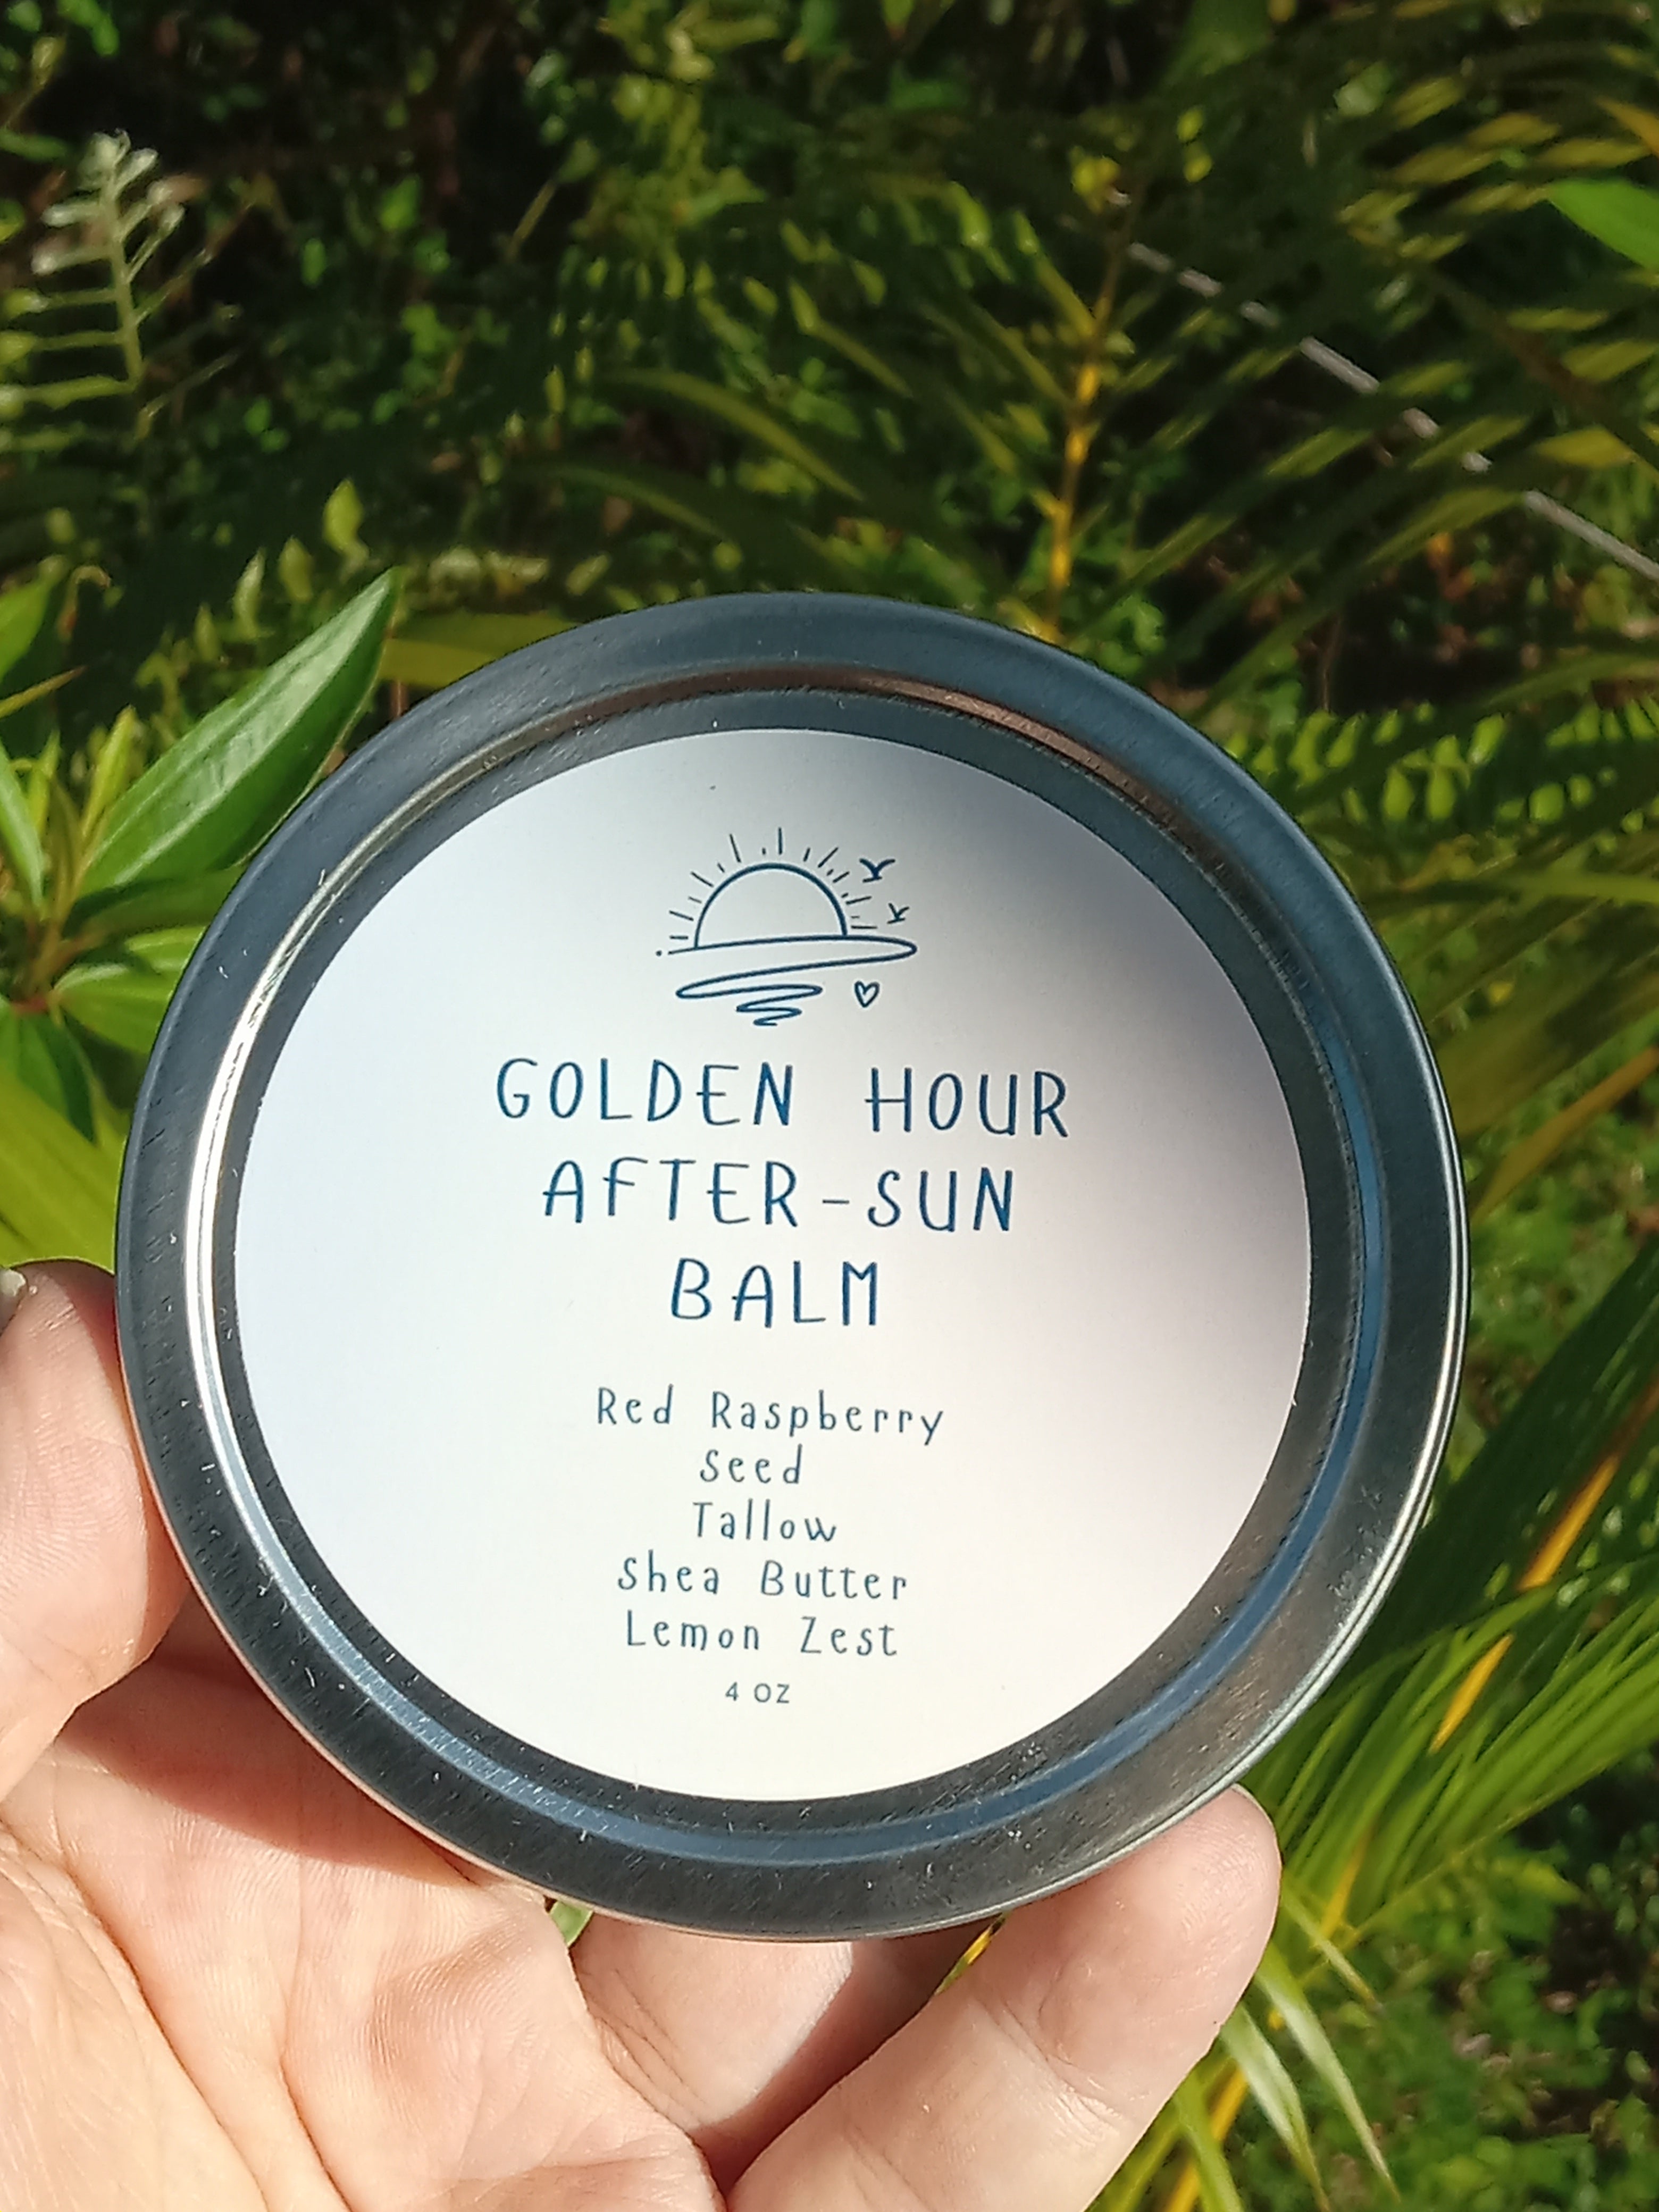 GOLDEN HOUR
AFTER-SUN
BALM
Red Raspberry
Seed
Tallow
Shea Butter
Lemon Zest
4 OZ